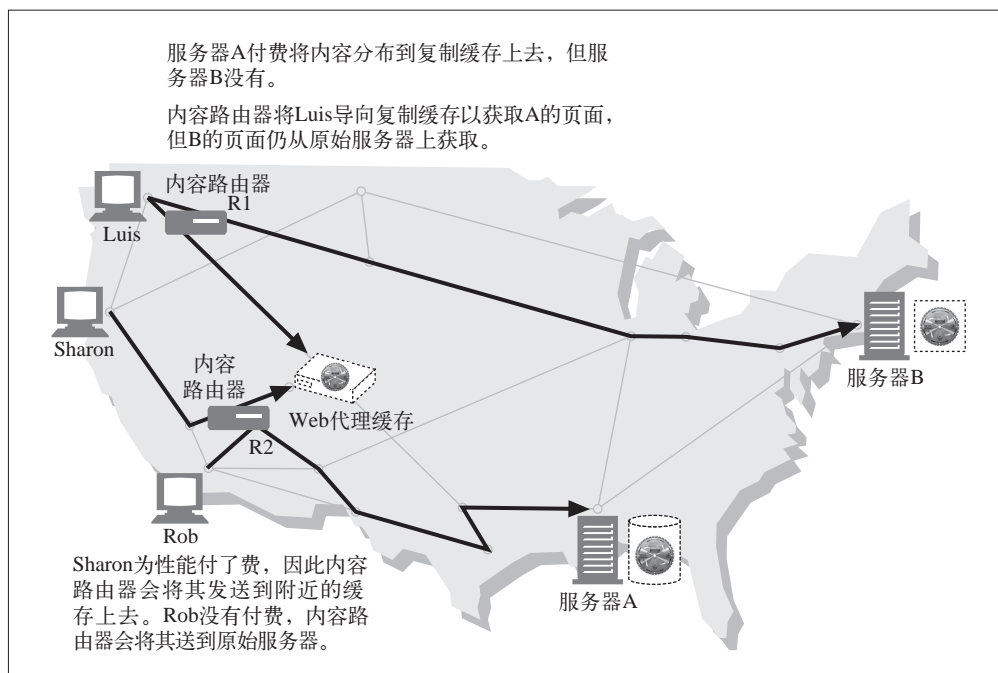 服务器A付费将内容分布到复制缓存上去，但服
务器B没有。
内容路由器将Luis导向复制缓存以获取A的页面，
但B的页面仍从原始服务器上获取。
内容路由器
R1
Luis
Sharon
内容
路由器
R2
Web代理缓存
服务器B
Rob
服务器A
Sharon为性能付了费，因此内容
路由器会将其发送到附近的缓
存上去。Rob没有付费，内容路
由器会将其送到原始服务器。